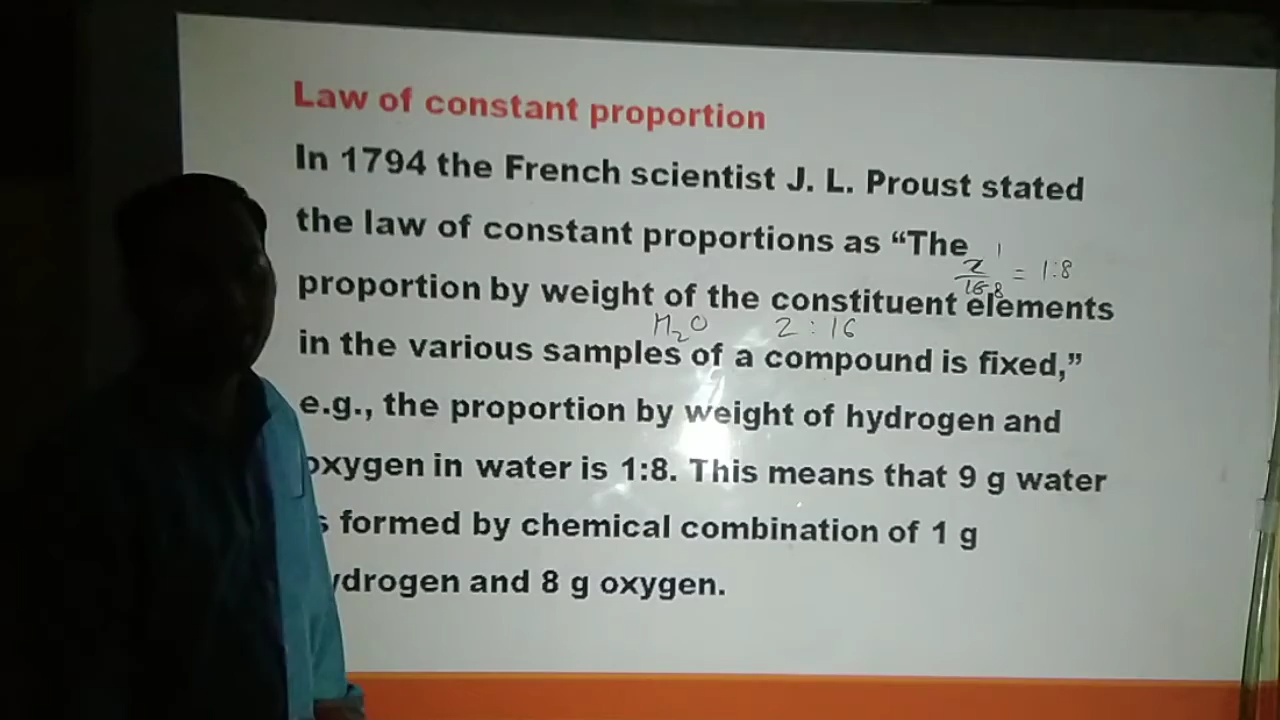 Law of constant proportion
In 1794 the French scientist J. L. Proust stated
the law of constant proportions as “The
1
2/16 8 = 1:8
proportion by weight of the constituent elements
H2O 2 : 16
in the various samples of a compound is fixed,”
e.g., the proportion by weight of hydrogen and
oxygen in water is 1:8. This means that 9 g water
s formed by chemical combination of 1 g
ydrogen and 8 g oxygen.